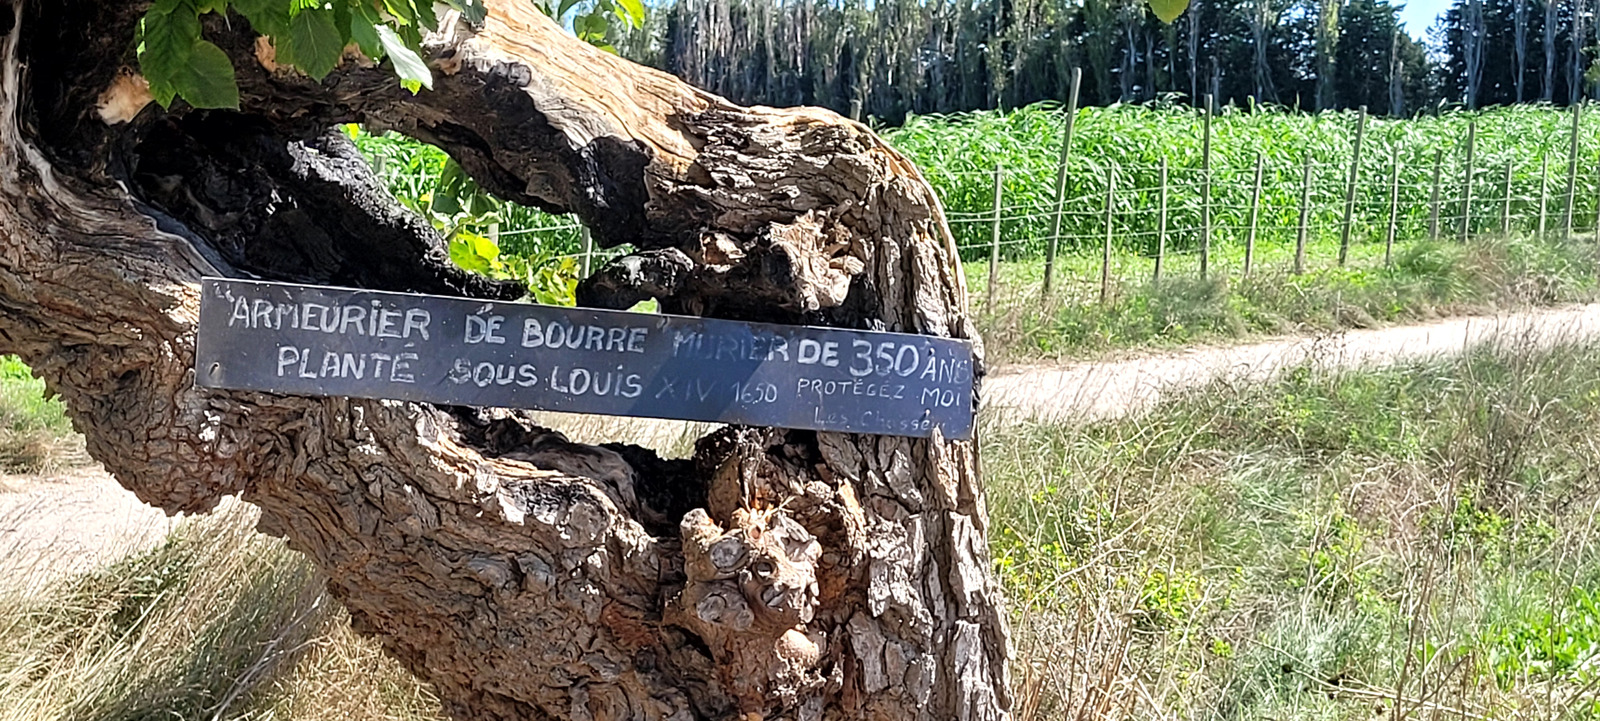 "ARMEURIER DE BOURRE" MURIER DE 350 ANS
PLANTÉ SOUS LOUIS XIV 1650 PROTÉGEZ MOI
Les Chasseurs